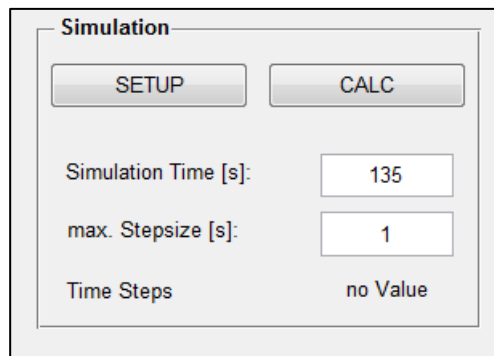 Simulation
SETUP CALC
Simulation Time [s]: 135
max. Stepsize [s]: 1
Time Steps no Value